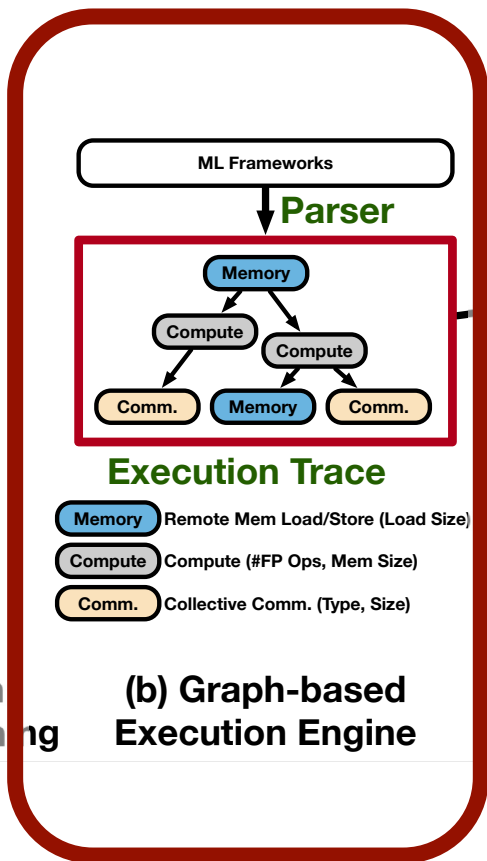 ML Frameworks
Parser
Memory
Compute
Compute
Comm.
Memory
Comm.
Execution Trace
Memory Remote Mem Load/Store (Load Size)
Compute Compute (#FP Ops, Mem Size)
Comm. Collective Comm. (Type, Size)
(b) Graph-based
ng Execution Engine